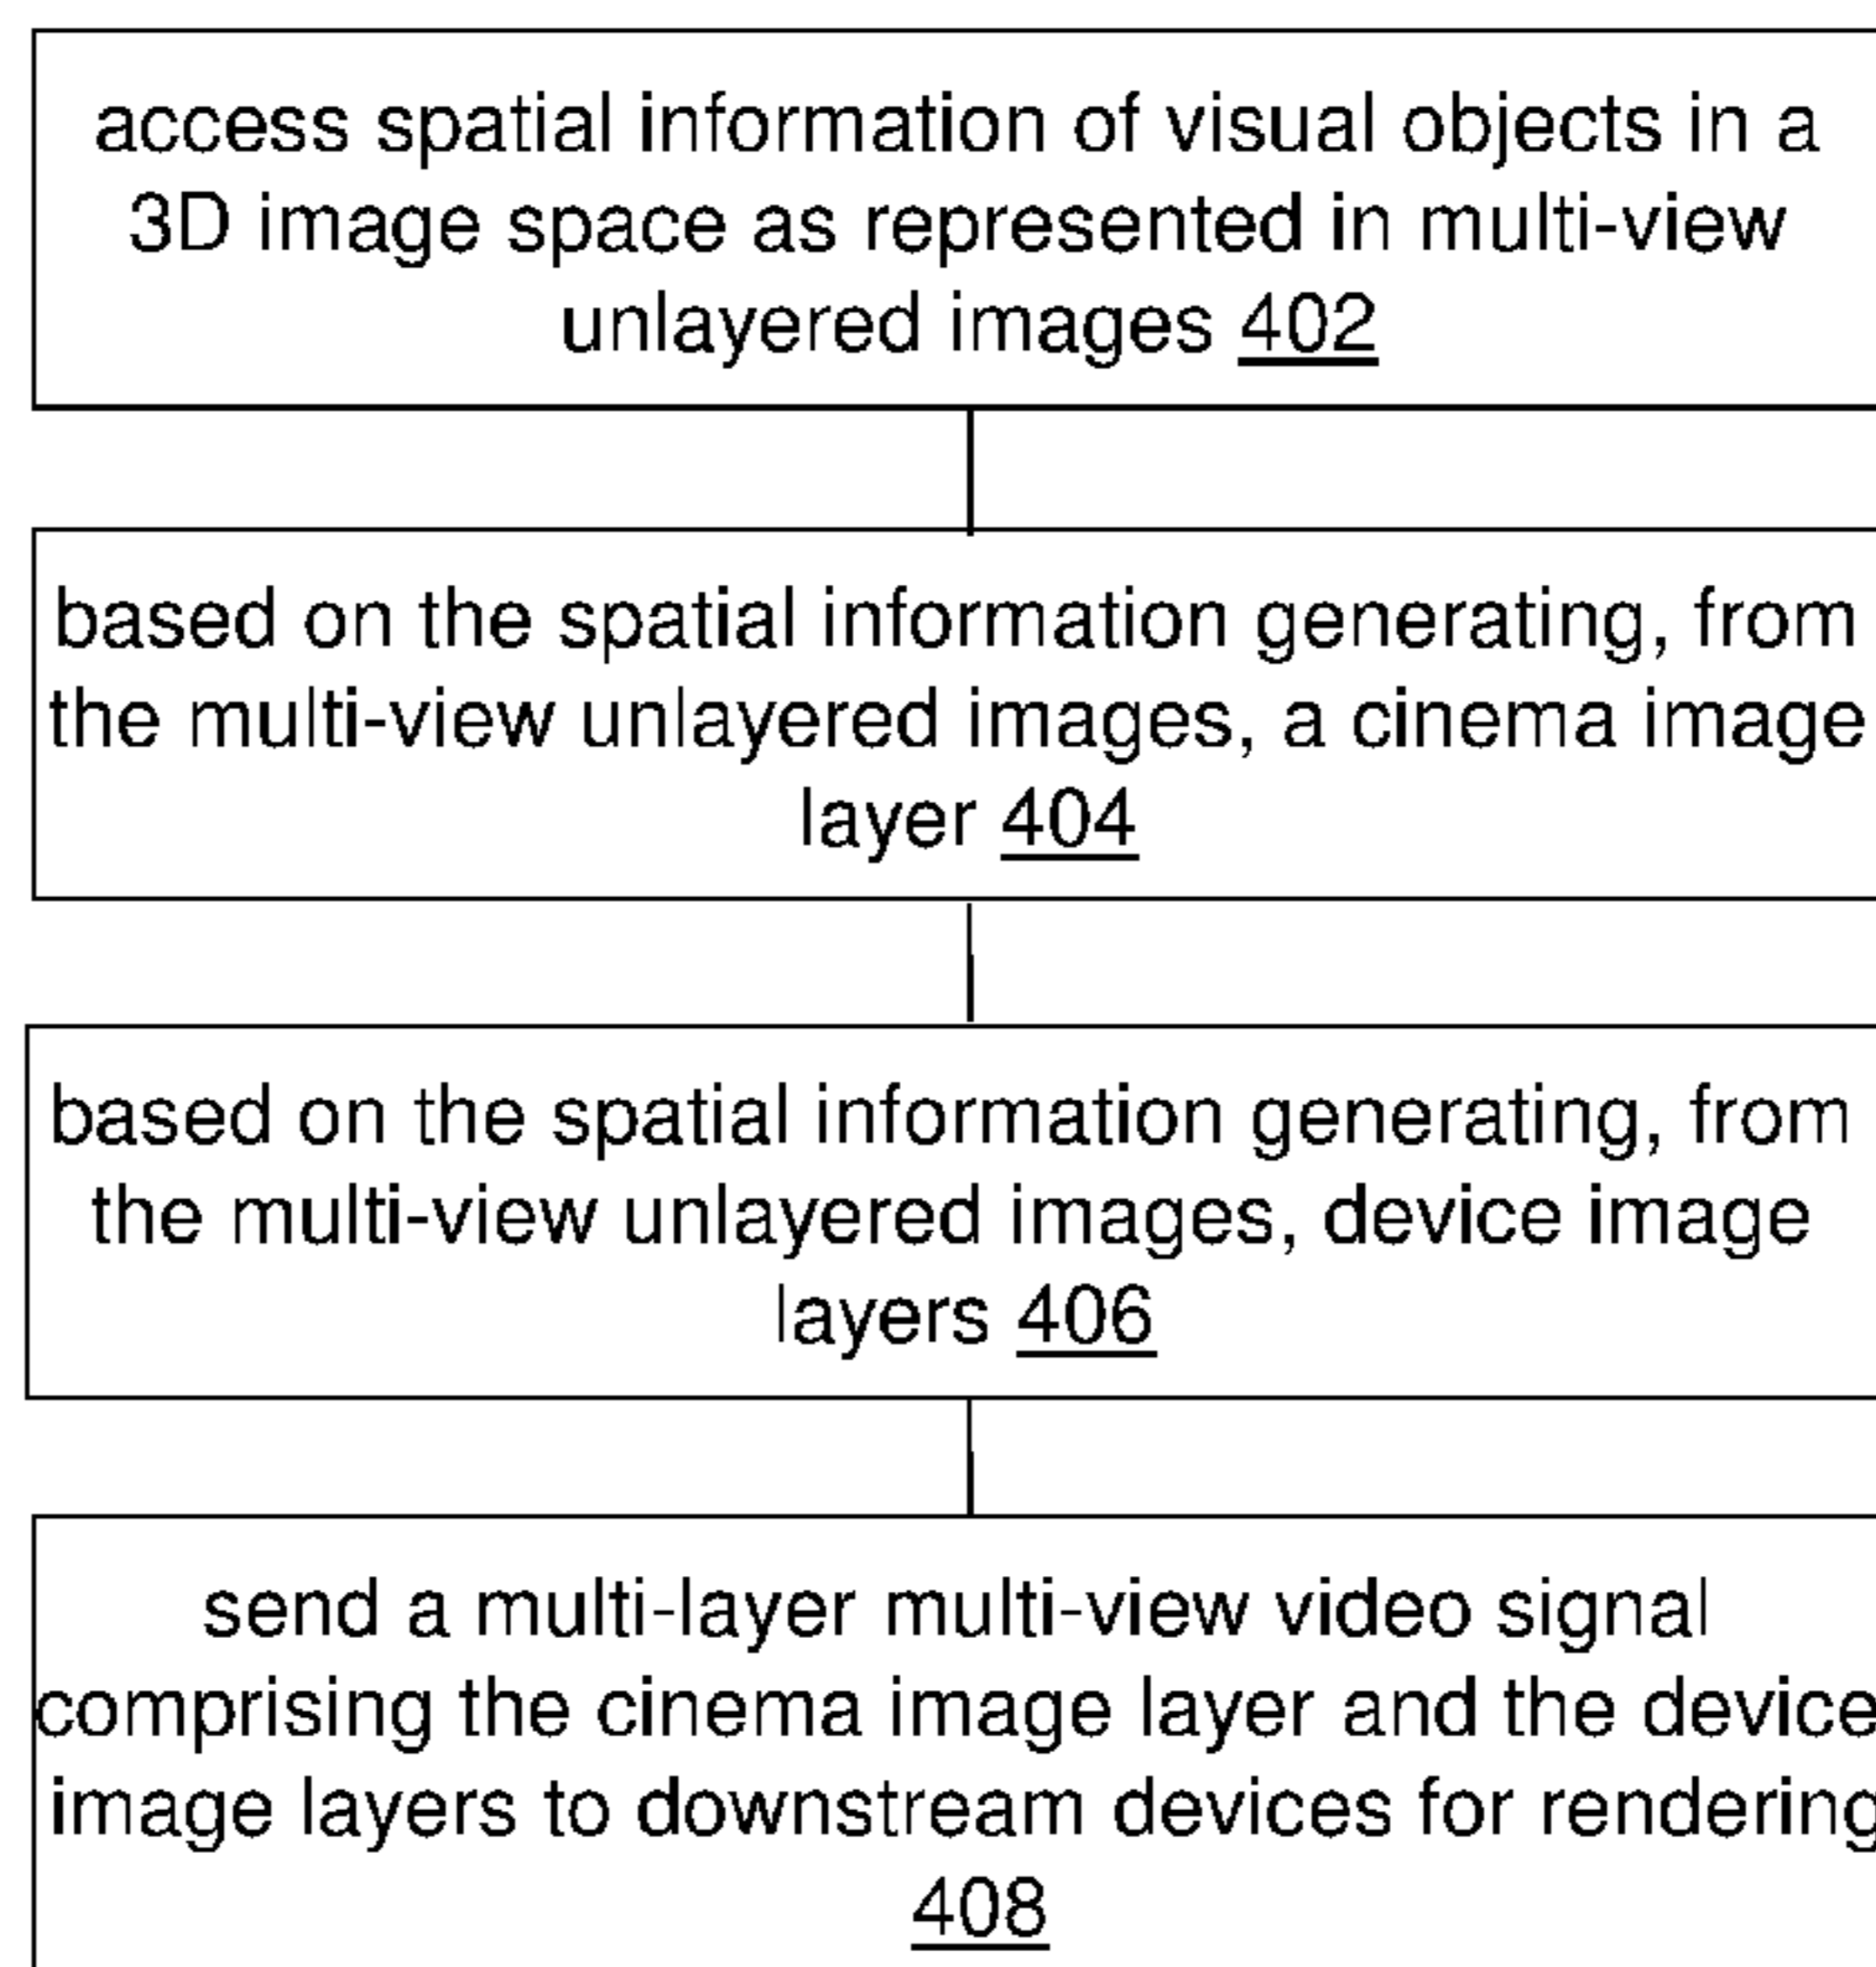 access spatial information of visual objects in a
3D image space as represented in multi-view
unlayered images 402
based on the spatial information generating, from
the multi-view unlayered images, a cinema image
layer 404
based on the spatial information generating, from
the multi-view unlayered images, device image
layers 406
send a multi-layer multi-view video signal
comprising the cinema image layer and the device
image layers to downstream devices for rendering
408